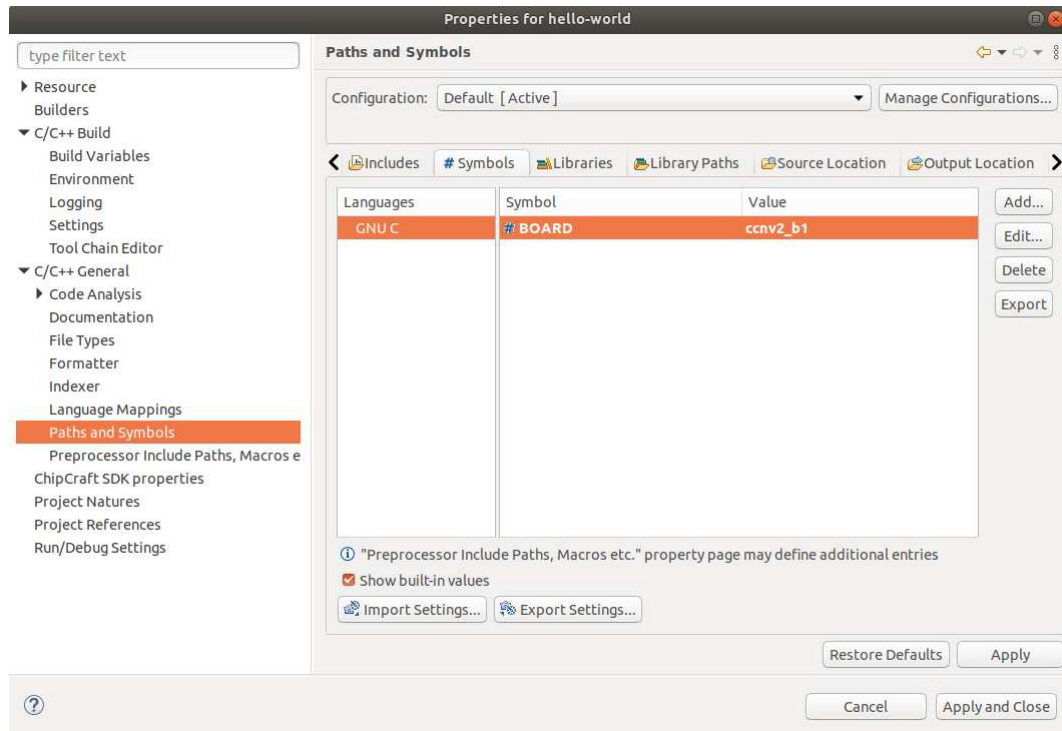 Properties for hello-world
type filter text
Resource
Builders
C/C++ Build
Build Variables
Environment
Logging
Settings
Tool Chain Editor
C/C++ General
Code Analysis
Documentation
File Types
Formatter
Indexer
Language Mappings
Paths and Symbols
Preprocessor Include Paths, Macros e
ChipCraft SDK properties
Project Natures
Project References
Run/Debug Settings
Paths and Symbols
Configuration: Default [ Active ] Manage Configurations...
Includes # Symbols Libraries Library Paths Source Location Output Location
Languages Symbol Value
GNU C # BOARD ccnv2_b1
Add...
Edit...
Delete
Export
"Preprocessor Include Paths, Macros etc." property page may define additional entries
Show built-in values
Import Settings... Export Settings...
Restore Defaults Apply
? Cancel Apply and Close